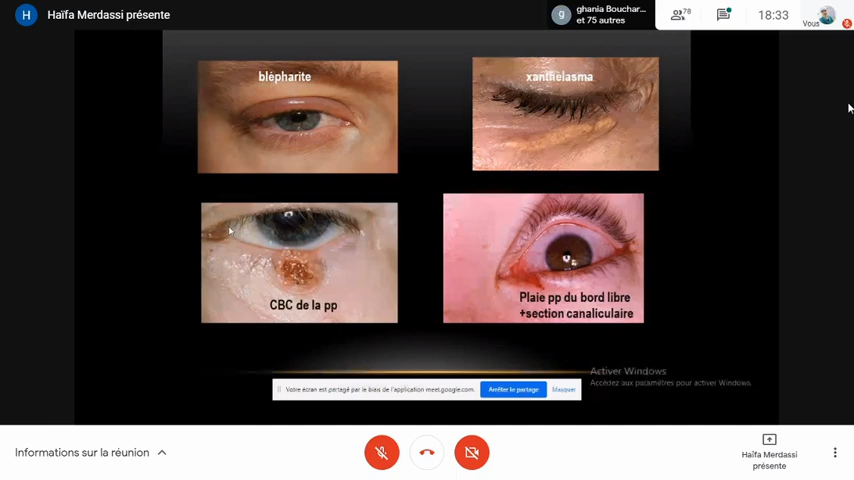 H Haïfa Merdassi présente
g ghania Bouchar...
et 75 autres
78
18:33
Vous
blépharite
xanthelasma
CBC de la pp
Plaie pp du bord libre
+section canaliculaire
Activer Windows
Accédez aux paramètres pour activer Windows.
Votre écran est partagé par le biais de l'application meet.google.com.
Arrêter le partage
Masquer
Informations sur la réunion
Haïfa Merdassi
présente